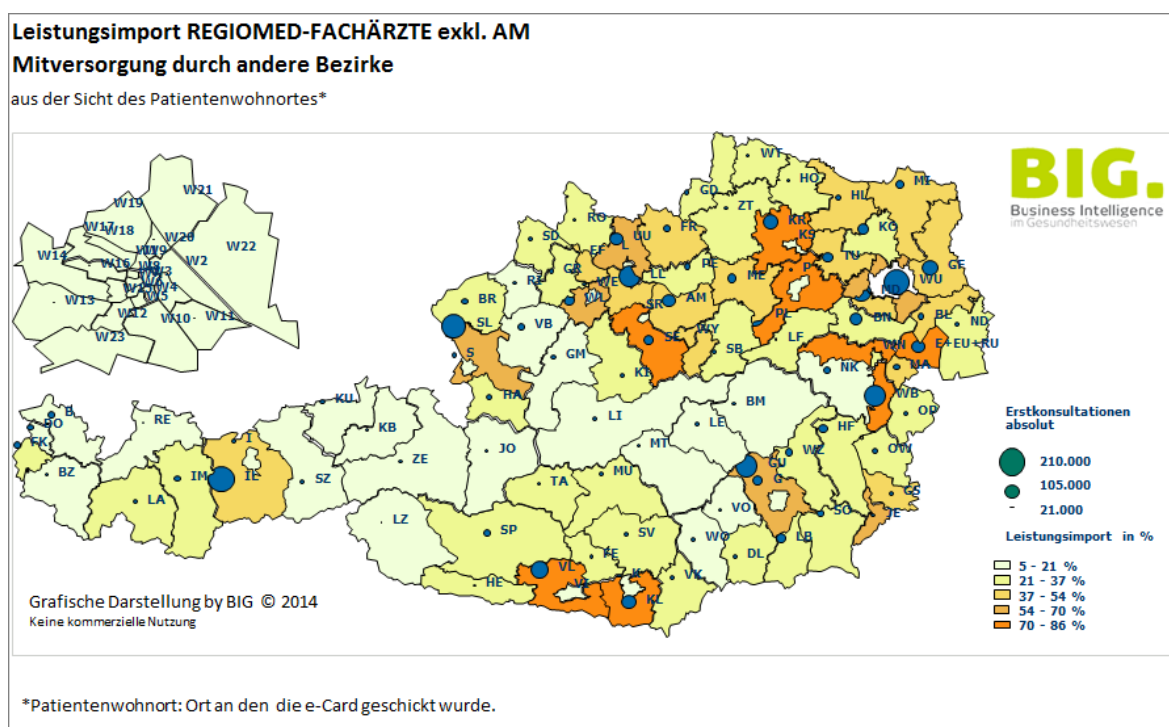 Leistungsimport REGIOMED-FACHÄRZTE exkl. AM
Mitversorgung durch andere Bezirke
aus der Sicht des Patientenwohnortes*
BIG.
Business Intelligence
im Gesundheitswesen
W21
W19
W17
W18
W20
W22
W14
W16
W2
W13
W12
W10
W11
W23
WT
HO
GD
ZT
HL
MI
RO
SD
UU
FR
KR
KS
KO
GR
WE
LL
PE
ME
TU
GF
WU
MD
RI
WL
BR
SL
VB
SR
AM
PL
BN
BL
ND
S
GM
SE
WY
SB
LF
WN
E+EU+RU
KI
NK
MA
HA
WB
KU
BM
OP
B
DO
RE
KB
LI
LE
HF
FK
I
JO
MT
OW
BZ
IM
IL
SZ
ZE
MU
GU
WZ
LA
TA
G
GS
JE
LZ
SP
VO
SO
SV
WO
LB
FE
DL
HE
VL
VK
KL
Erstkonsultationen
absolut
210.000
105.000
21.000
Leistungsimport in %
5 - 21 %
21 - 37 %
37 - 54 %
54 - 70 %
70 - 86 %
Grafische Darstellung by BIG © 2014
Keine kommerzielle Nutzung
*Patientenwohnort: Ort an den die e-Card geschickt wurde.